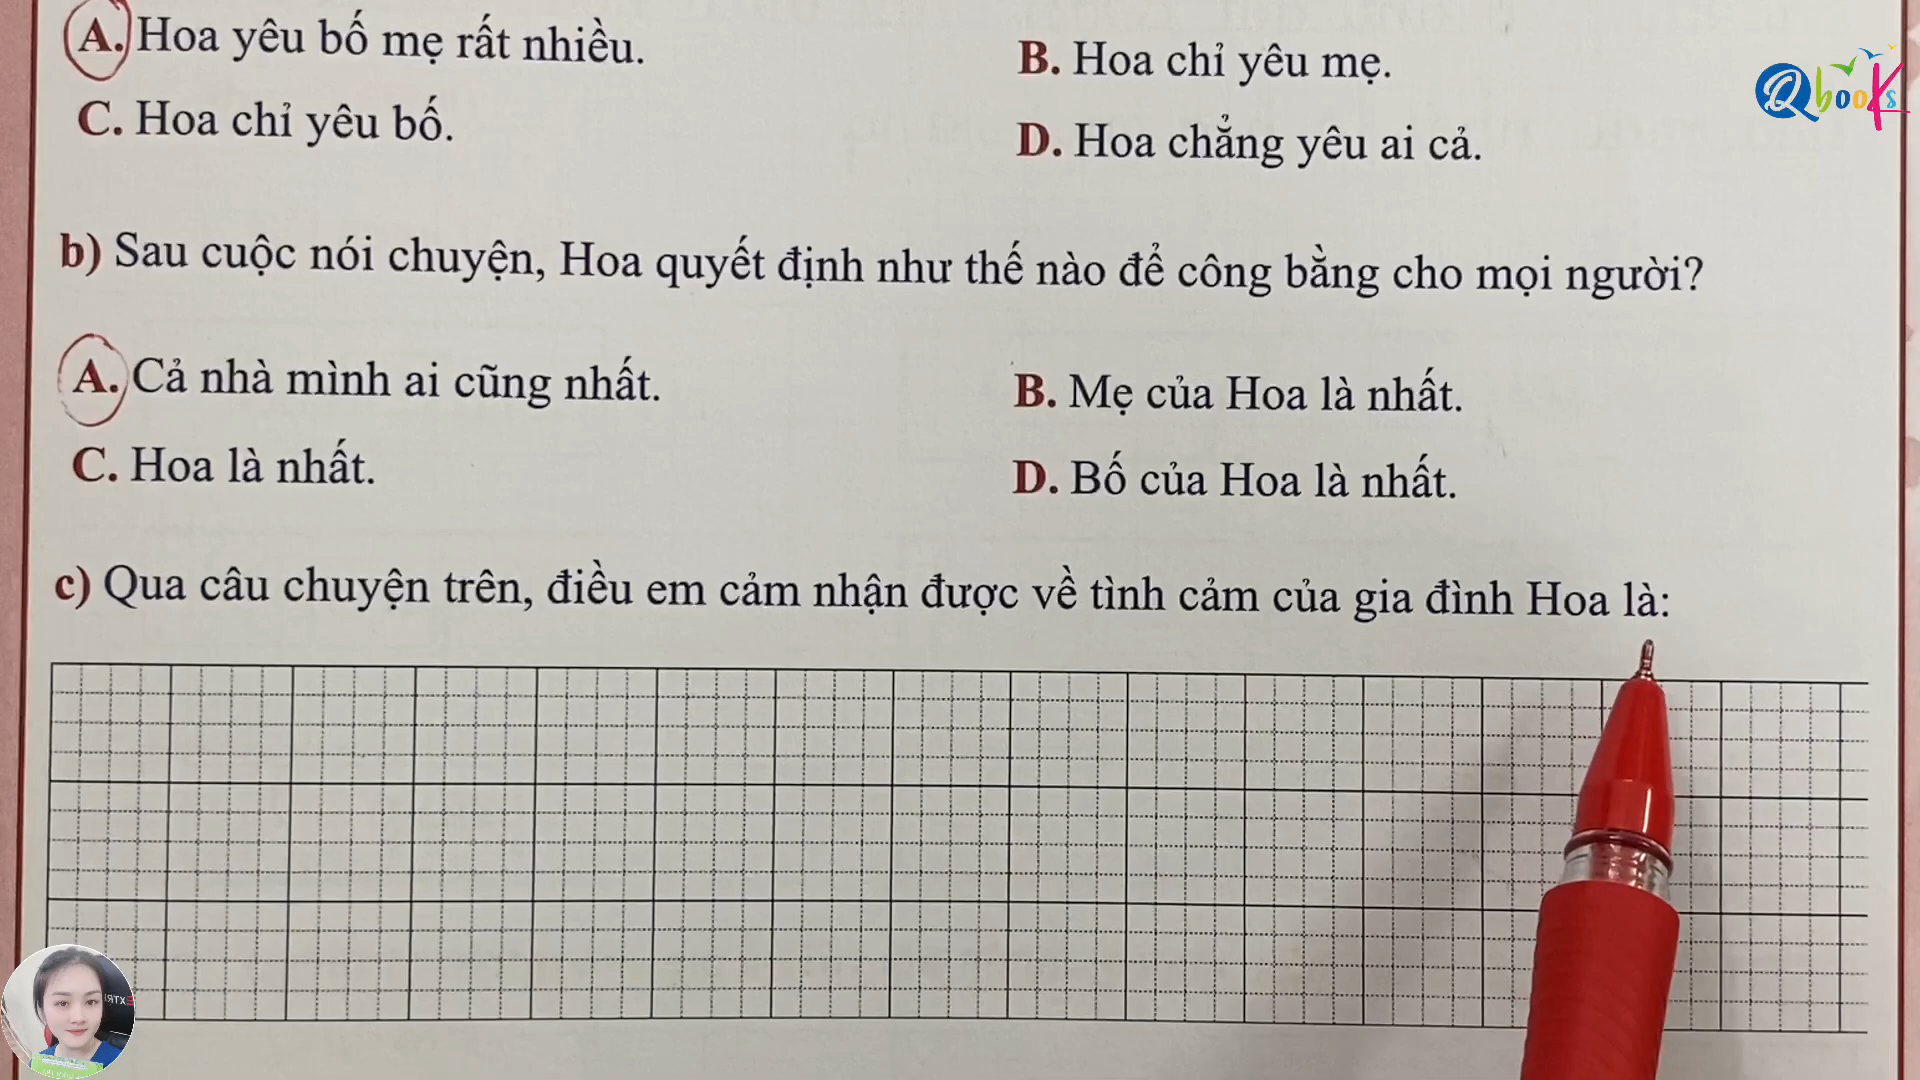 A. Hoa yêu bố mẹ rất nhiều.
B. Hoa chỉ yêu mẹ.
C. Hoa chỉ yêu bố.
D. Hoa chẳng yêu ai cả.
Qbooks
b) Sau cuộc nói chuyện, Hoa quyết định như thế nào để công bằng cho mọi người?
A. Cả nhà mình ai cũng nhất.
B. Mẹ của Hoa là nhất.
C. Hoa là nhất.
D. Bố của Hoa là nhất.
c) Qua câu chuyện trên, điều em cảm nhận được về tình cảm của gia đình Hoa là: